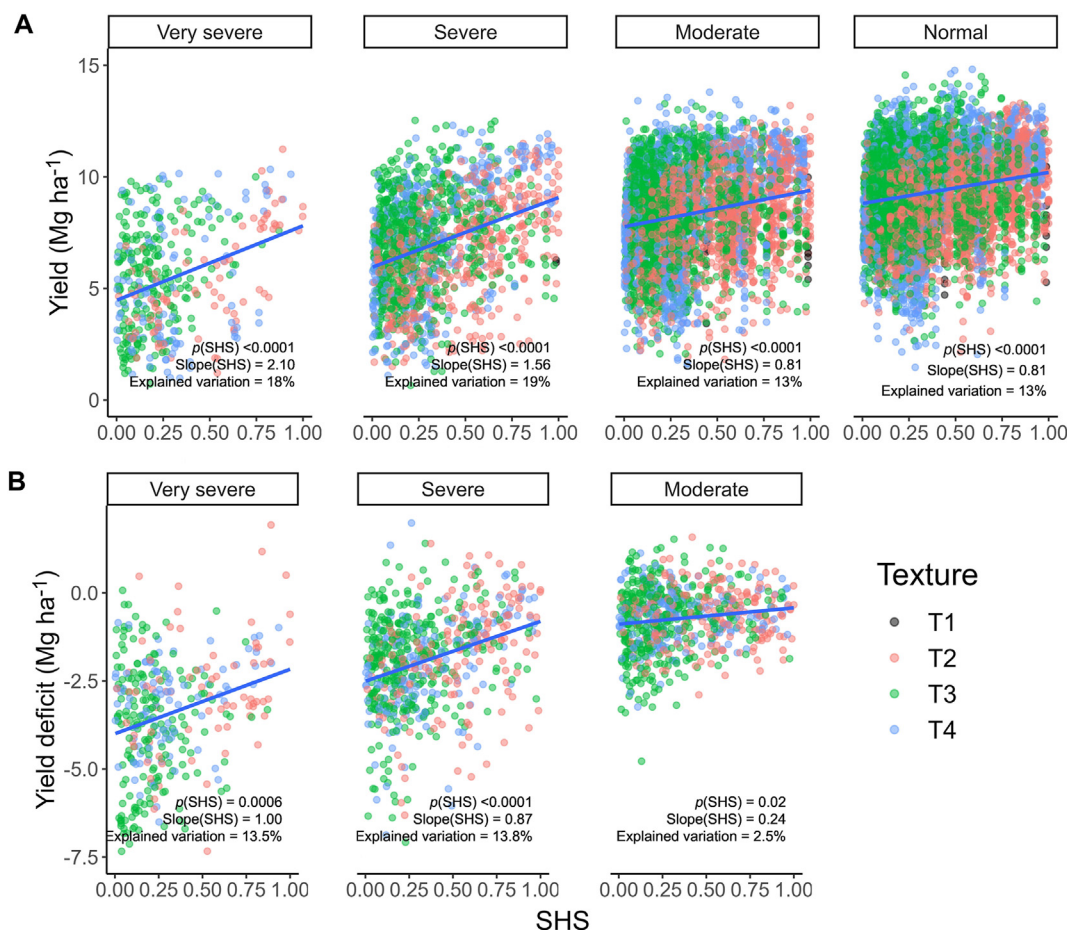 A
Very severe
Severe
Moderate
Normal
Yield (Mg ha⁻¹)
15
10
5
0
p(SHS) <0.0001
Slope(SHS) = 2.10
Explained variation = 18%
p(SHS) <0.0001
Slope(SHS) = 1.56
Explained variation = 19%
p(SHS) <0.0001
Slope(SHS) = 0.81
Explained variation = 13%
p(SHS) <0.0001
Slope(SHS) = 0.81
Explained variation = 13%
0.00 0.25 0.50 0.75 1.00
0.00 0.25 0.50 0.75 1.00
0.00 0.25 0.50 0.75 1.00
0.00 0.25 0.50 0.75 1.00
B
Very severe
Severe
Moderate
Yield deficit (Mg ha⁻¹)
0.0
-2.5
-5.0
-7.5
p(SHS) = 0.0006
Slope(SHS) = 1.00
Explained variation = 13.5%
p(SHS) <0.0001
Slope(SHS) = 0.87
Explained variation = 13.8%
p(SHS) = 0.02
Slope(SHS) = 0.24
Explained variation = 2.5%
0.00 0.25 0.50 0.75 1.00
0.00 0.25 0.50 0.75 1.00
0.00 0.25 0.50 0.75 1.00
SHS
Texture
T1
T2
T3
T4